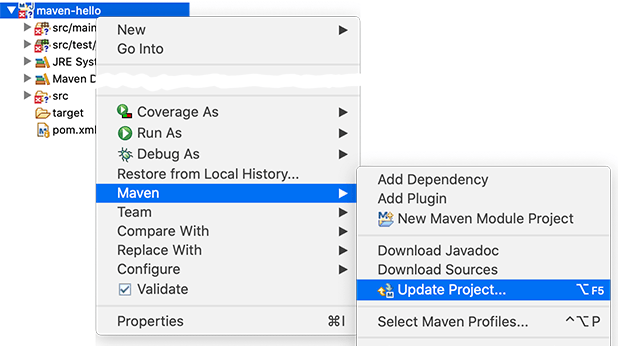 maven-hello
src/main
src/test/
JRE Sys
Maven D
src
target
pom.xml
New
Go Into
Coverage As
Run As
Debug As
Restore from Local History...
Maven
Team
Compare With
Replace With
Configure
Validate
Properties ⌘I
Add Dependency
Add Plugin
New Maven Module Project
Download Javadoc
Download Sources
Update Project... ⌥F5
Select Maven Profiles... ^⌥P